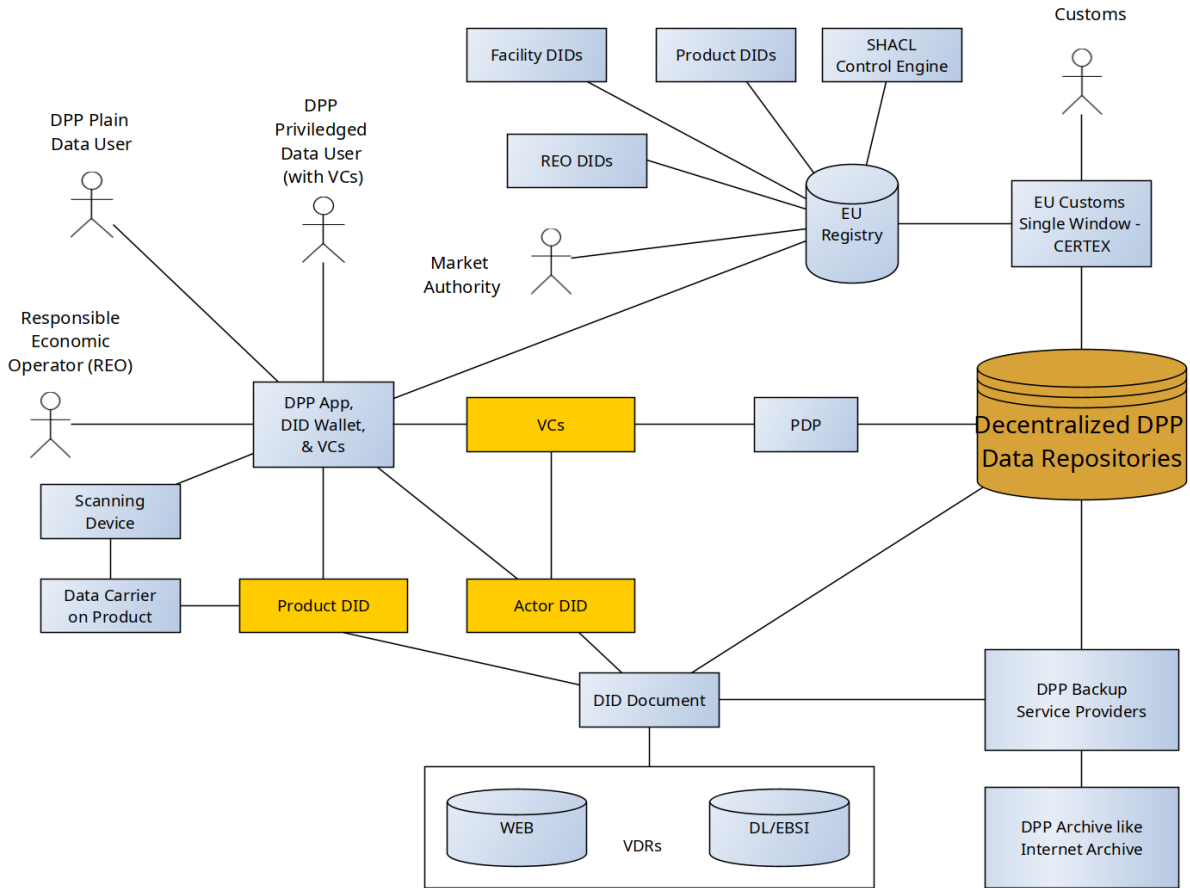 Customs
Facility DIDs
Product DIDs
SHACL
Control Engine
DPP
Priviledged
Data User
(with VCs)
DPP Plain
Data User
REO DIDs
EU
Registry
EU Customs
Single Window -
CERTEX
Market
Authority
Responsible
Economic
Operator (REO)
DPP App,
DID Wallet,
& VCs
VCs
PDP
Decentralized DPP
Data Repositories
Scanning
Device
Data Carrier
on Product
Product DID
Actor DID
DID Document
DPP Backup
Service Providers
WEB
DL/EBSI
VDRs
DPP Archive like
Internet Archive